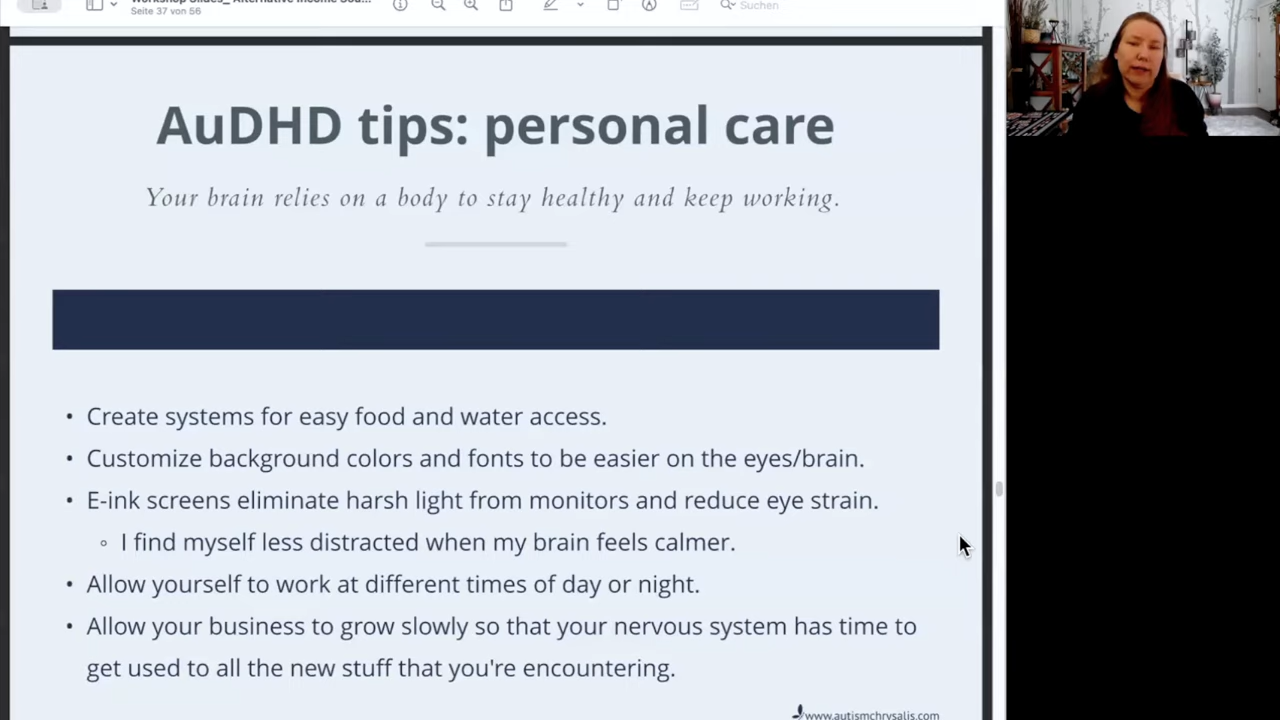 Workshop Slides_ Alternative Income Sou...
Seite 37 von 56
Suchen
AuDHD tips: personal care
Your brain relies on a body to stay healthy and keep working.
• Create systems for easy food and water access.
• Customize background colors and fonts to be easier on the eyes/brain.
• E-ink screens eliminate harsh light from monitors and reduce eye strain.
◦ I find myself less distracted when my brain feels calmer.
• Allow yourself to work at different times of day or night.
• Allow your business to grow slowly so that your nervous system has time to
get used to all the new stuff that you're encountering.
www.autismchrysalis.com